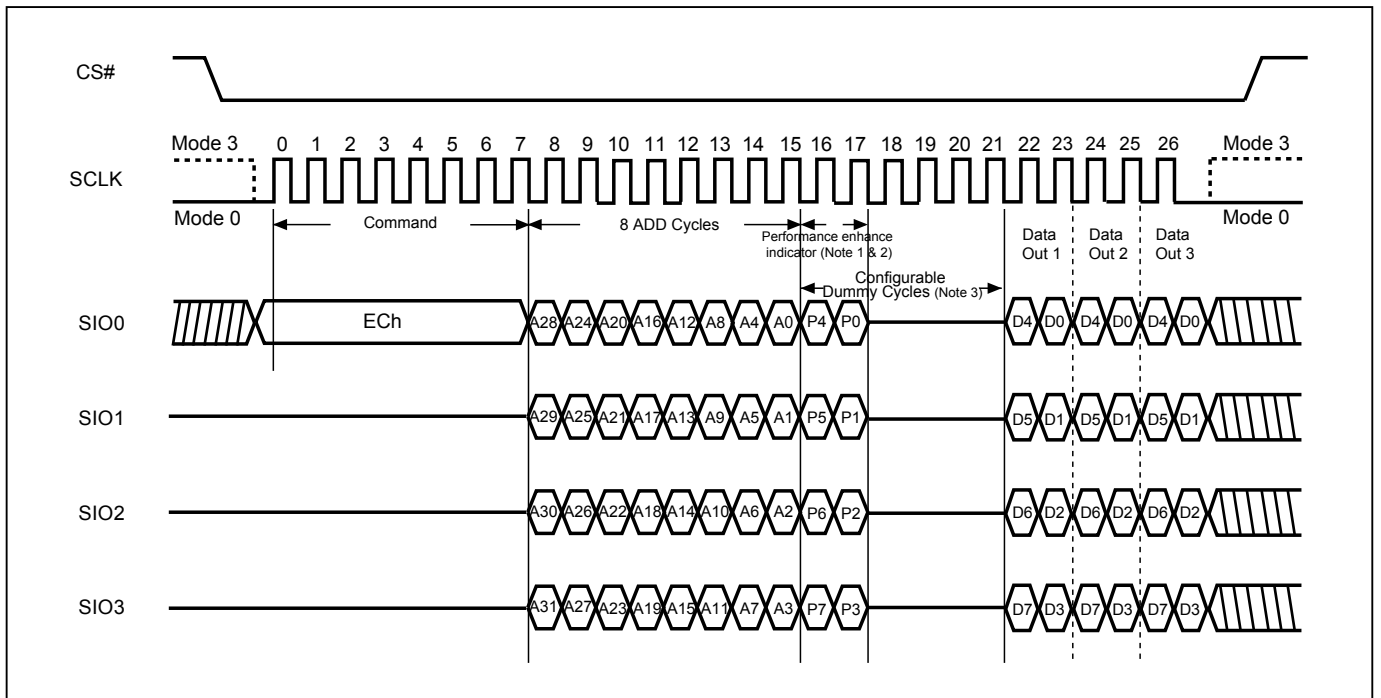 CS#
Mode 3 0 1 2 3 4 5 6 7 8 9 10 11 12 13 14 15 16 17 18 19 20 21 22 23 24 25 26 Mode 3
SCLK
Mode 0 Mode 0
Command 8 ADD Cycles
Performance enhance
indicator (Note 1 & 2)
Data
Out 1
Data
Out 2
Data
Out 3
Configurable
Dummy Cycles (Note 3)
SIO0 ECh A28 A24 A20 A16 A12 A8 A4 A0 P4 P0 D4 D0 D4 D0 D4 D0
SIO1 A29 A25 A21 A17 A13 A9 A5 A1 P5 P1 D5 D1 D5 D1 D5 D1
SIO2 A30 A26 A22 A18 A14 A10 A6 A2 P6 P2 D6 D2 D6 D2 D6 D2
SIO3 A31 A27 A23 A19 A15 A11 A7 A3 P7 P3 D7 D3 D7 D3 D7 D3